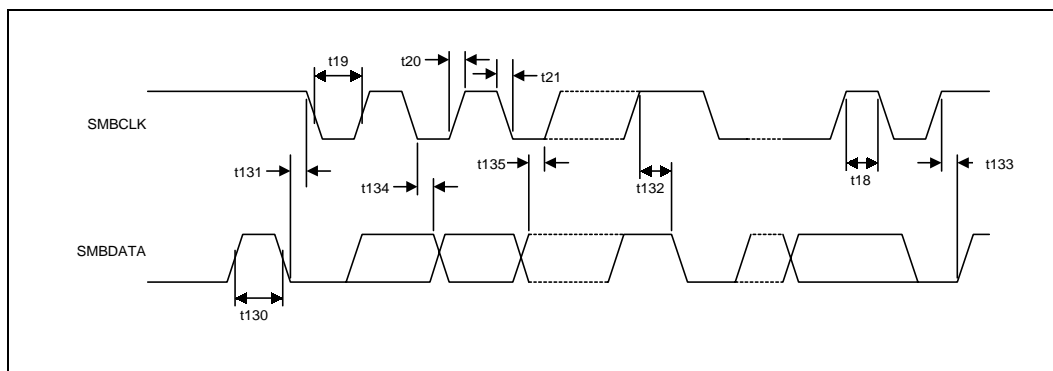 t19
t20
t21
SMBCLK
t131
t134
t135
t132
t18
t133
SMBDATA
t130